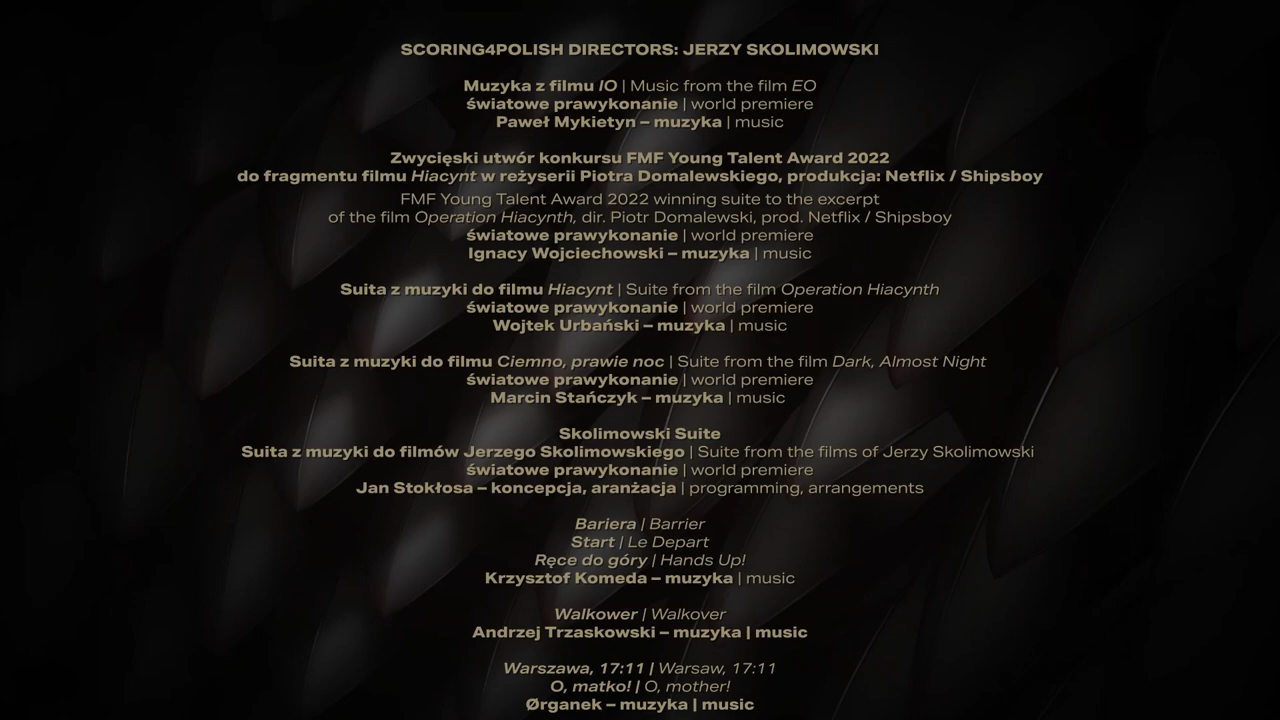 SCORING4POLISH DIRECTORS: JERZY SKOLIMOWSKI
Muzyka z filmu IO | Music from the film EO
światowe prawykonanie | world premiere
Paweł Mykietyn – muzyka | music
Zwycięski utwór konkursu FMF Young Talent Award 2022
do fragmentu filmu Hiacynt w reżyserii Piotra Domalewskiego, produkcja: Netflix / Shipsboy
FMF Young Talent Award 2022 winning suite to the excerpt
of the film Operation Hiacynth, dir. Piotr Domalewski, prod. Netflix / Shipsboy
światowe prawykonanie | world premiere
Ignacy Wojciechowski – muzyka | music
Suita z muzyki do filmu Hiacynt | Suite from the film Operation Hiacynth
światowe prawykonanie | world premiere
Wojtek Urbański – muzyka | music
Suita z muzyki do filmu Ciemno, prawie noc | Suite from the film Dark, Almost Night
światowe prawykonanie | world premiere
Marcin Stańczyk – muzyka | music
Skolimowski Suite
Suita z muzyki do filmów Jerzego Skolimowskiego | Suite from the films of Jerzy Skolimowski
światowe prawykonanie | world premiere
Jan Stokłosa – koncepcja, aranżacja | programming, arrangements
Bariera | Barrier
Start | Le Depart
Ręce do góry | Hands Up!
Krzysztof Komeda – muzyka | music
Walkower | Walkover
Andrzej Trzaskowski – muzyka | music
Warszawa, 17:11 | Warsaw, 17:11
O, matko! | O, mother!
Ørganek – muzyka | music